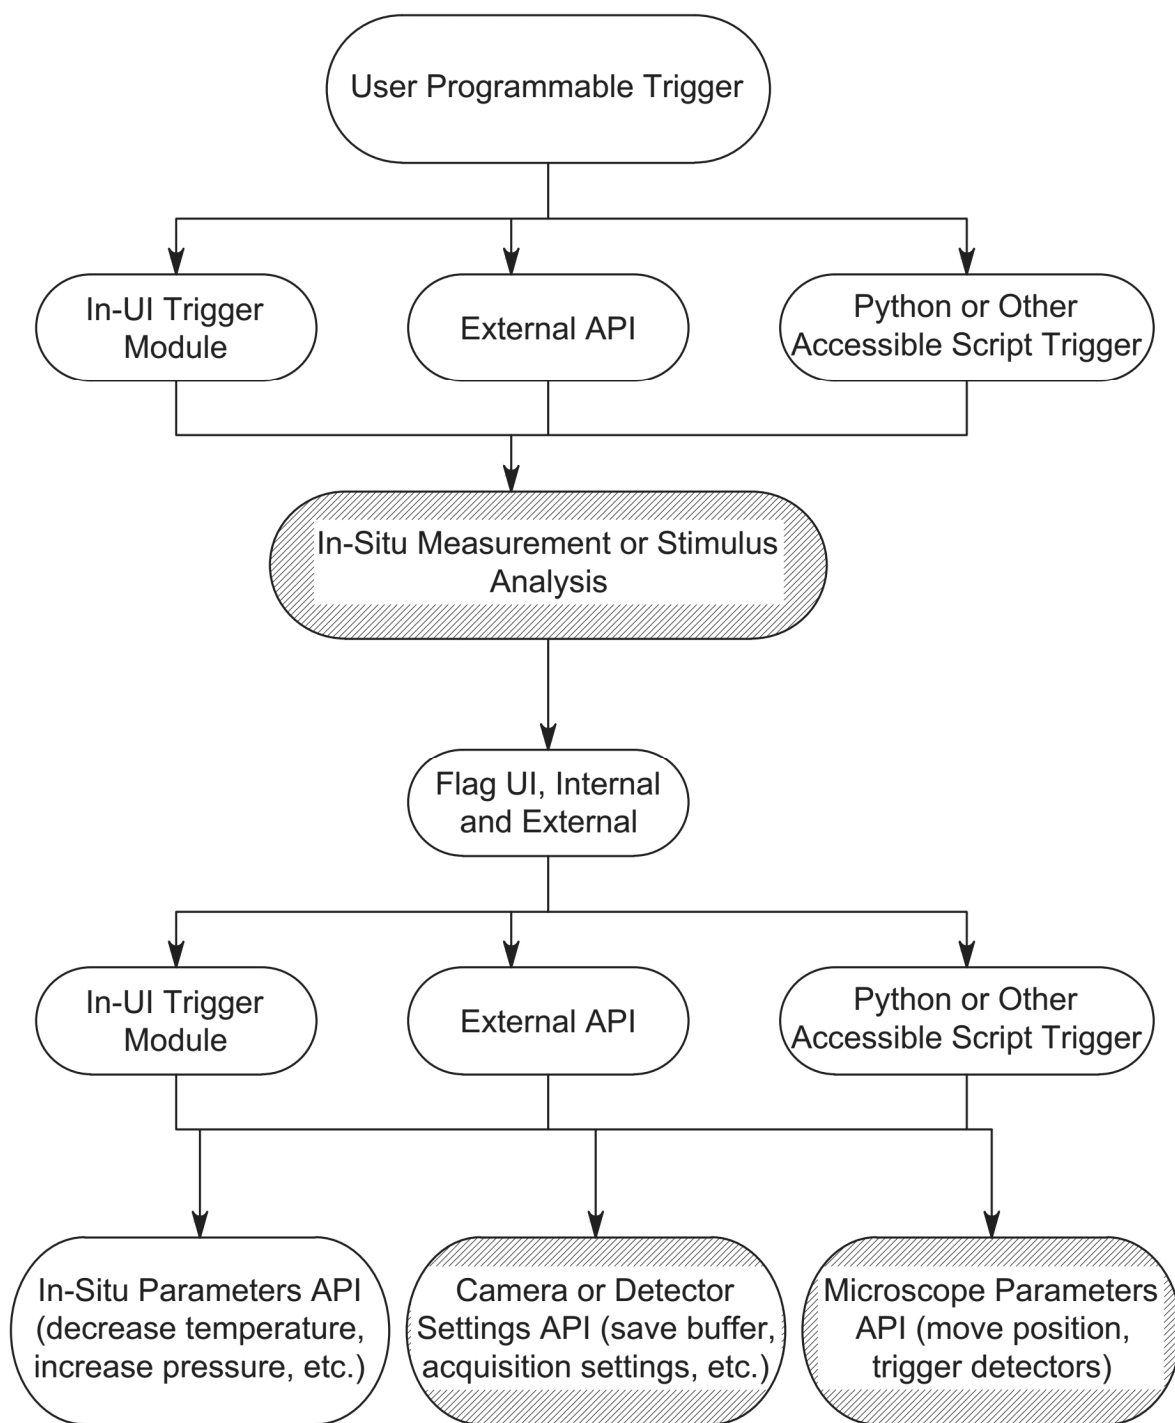 User Programmable Trigger
In-UI Trigger
Module
External API
Python or Other
Accessible Script Trigger
In-Situ Measurement or Stimulus
Analysis
Flag UI, Internal
and External
In-UI Trigger
Module
External API
Python or Other
Accessible Script Trigger
In-Situ Parameters API
(decrease temperature,
increase pressure, etc.)
Camera or Detector
Settings API (save buffer,
acquisition settings, etc.)
Microscope Parameters
API (move position,
trigger detectors)